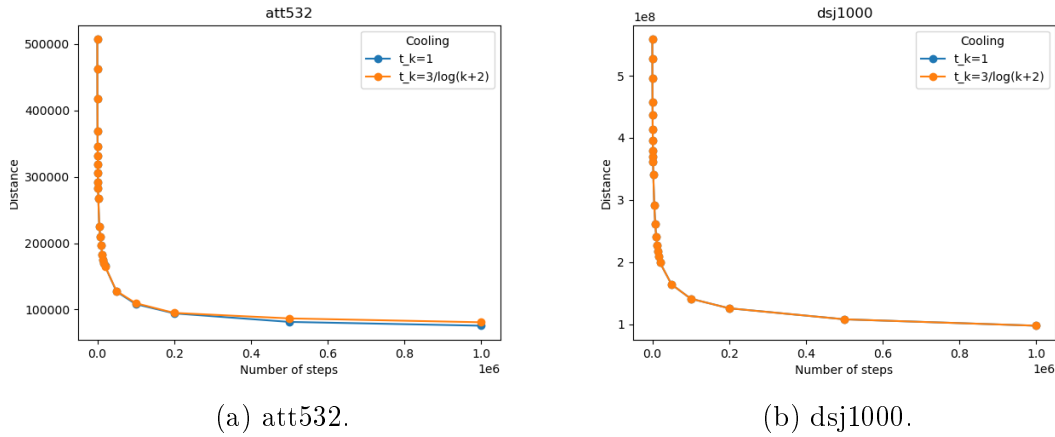 att532
500000
400000
300000
200000
100000
Distance
Cooling
t_k=1
t_k=3/log(k+2)
0.0 0.2 0.4 0.6 0.8 1.0
1e6
Number of steps
(a) att532.
dsj1000
1e8
5
4
3
2
1
Distance
Cooling
t_k=1
t_k=3/log(k+2)
0.0 0.2 0.4 0.6 0.8 1.0
1e6
Number of steps
(b) dsj1000.